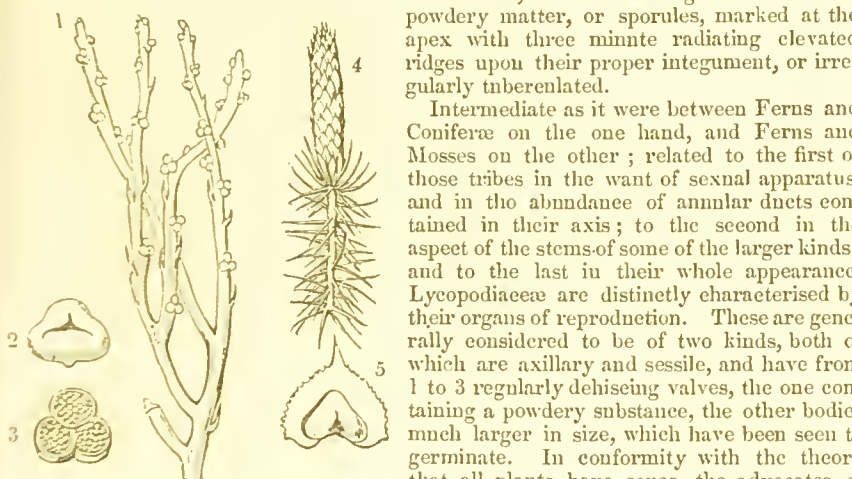 1
4
2
5
3
powdery matter, or sporules, marked at the
apex with three minute radiating elevated
ridges upon their proper integument, or irre-
gularly tuberculated.
Intermediate as it were between Ferns and
Coniferæ on the one hand, and Ferns and
Mosses on the other ; related to the first of
those tribes in the want of sexual apparatus
and in the abundance of annular ducts con
tained in their axis ; to the second in the
aspect of the stems of some of the larger kinds
and to the last in their whole appearance
Lycopodiaceæ are distinctly characterised by
their organs of reproduction. These are gene
rally considered to be of two kinds, both o
which are axillary and sessile, and have from
1 to 3 regularly dehiscing valves, the one con
taining a powdery substance, the other bodie
much larger in size, which have been seen t
germinate. In conformity with the theor